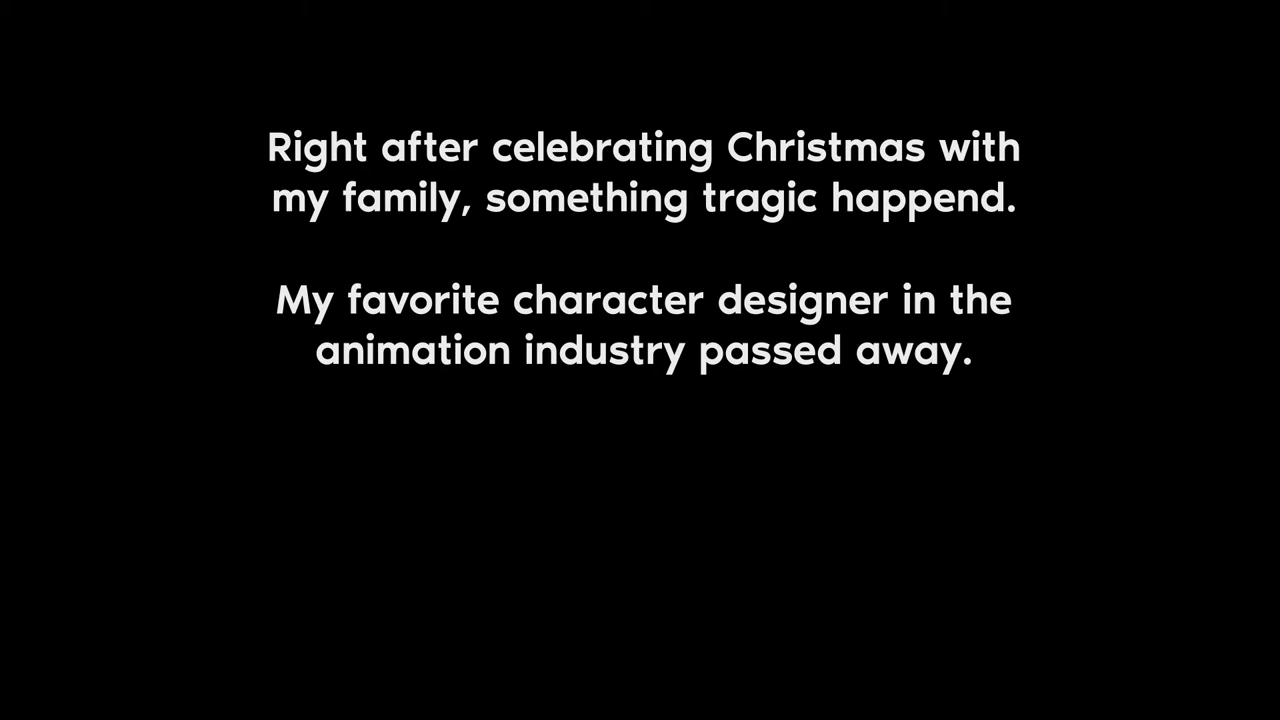 Right after celebrating Christmas with
my family, something tragic happend.
My favorite character designer in the
animation industry passed away.